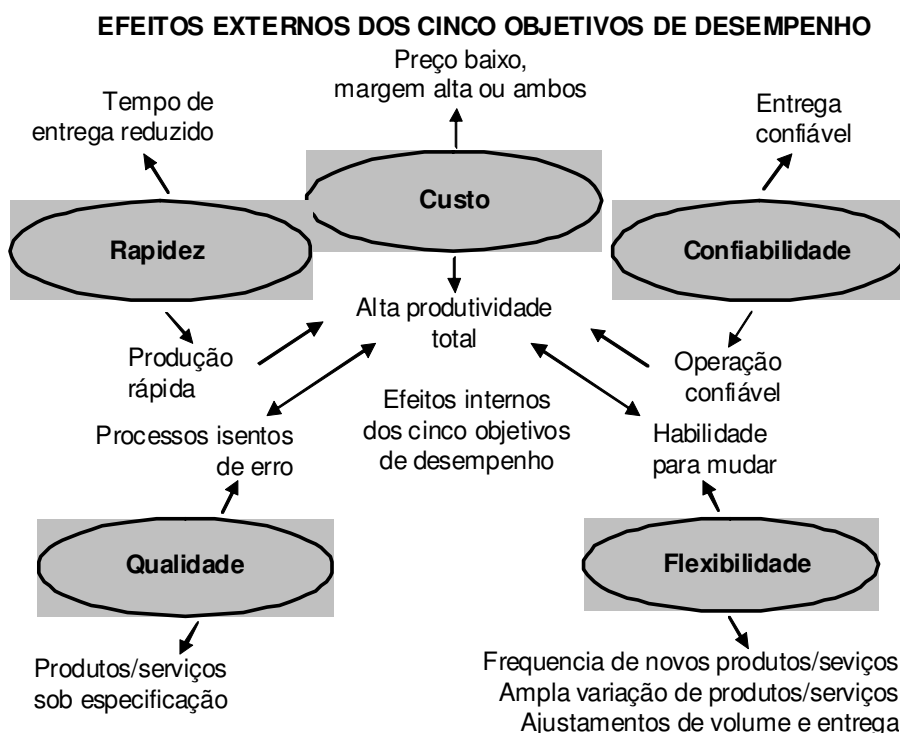 EFEITOS EXTERNOS DOS CINCO OBJETIVOS DE DESEMPENHO
Preço baixo,
margem alta ou ambos
Tempo de
entrega reduzido
Entrega
confiável
Custo
Rapidez
Confiabilidade
Alta produtividade
total
Produção
rápida
Operação
confiável
Efeitos internos
dos cinco objetivos
de desempenho
Processos isentos
de erro
Habilidade
para mudar
Qualidade
Flexibilidade
Produtos/serviços
sob especificação
Frequencia de novos produtos/seviços
Ampla variação de produtos/serviços
Ajustamentos de volume e entrega